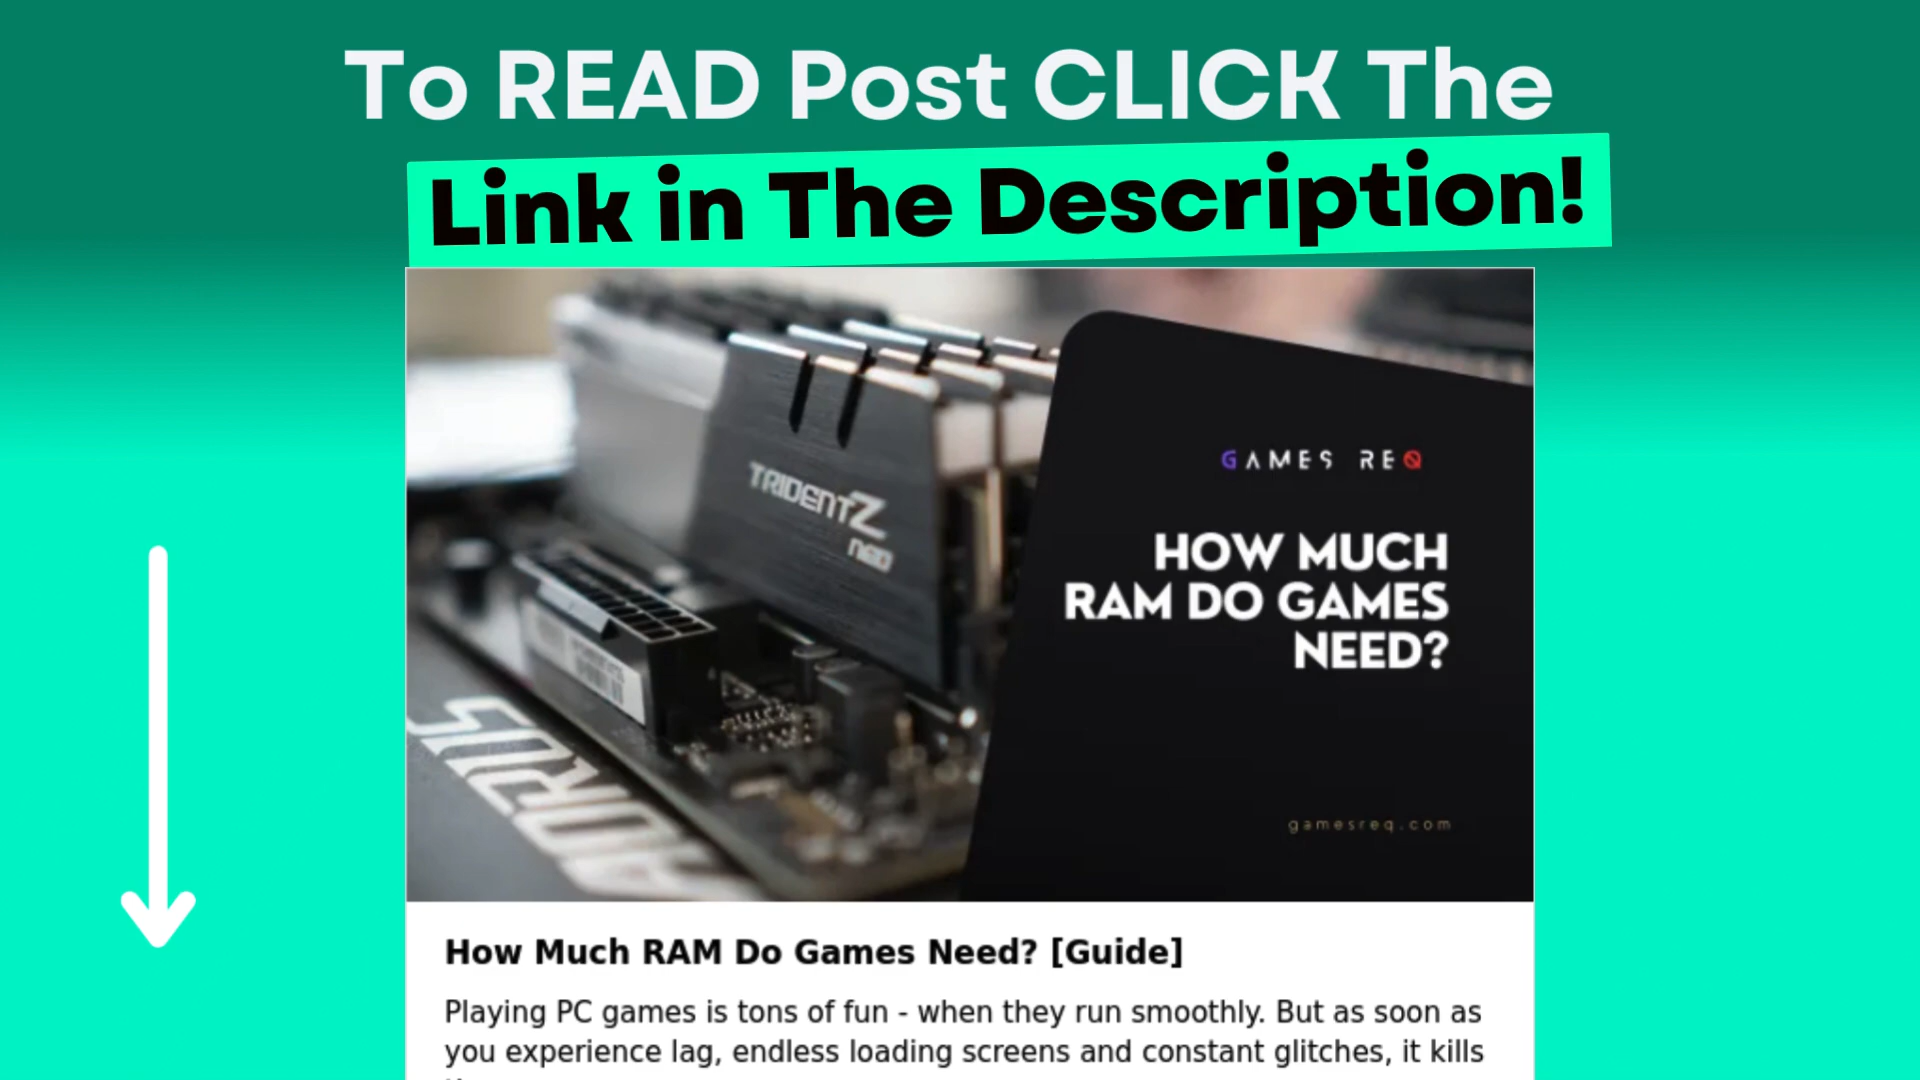 To READ Post CLICK The
Link in The Description!
TRIDENT Z
neo
AORUS
GAMES REQ
HOW MUCH
RAM DO GAMES
NEED?
gamesreq.com
How Much RAM Do Games Need? [Guide]
Playing PC games is tons of fun - when they run smoothly. But as soon as
you experience lag, endless loading screens and constant glitches, it kills